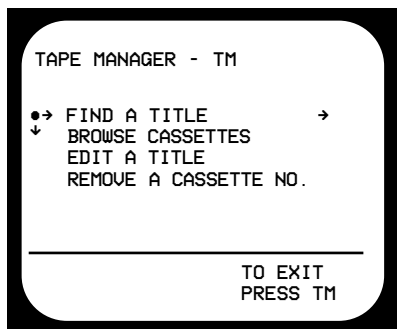 TAPE MANAGER - TM
●→ FIND A TITLE →
↓ BROWSE CASSETTES
EDIT A TITLE
REMOVE A CASSETTE NO.
TO EXIT
PRESS TM